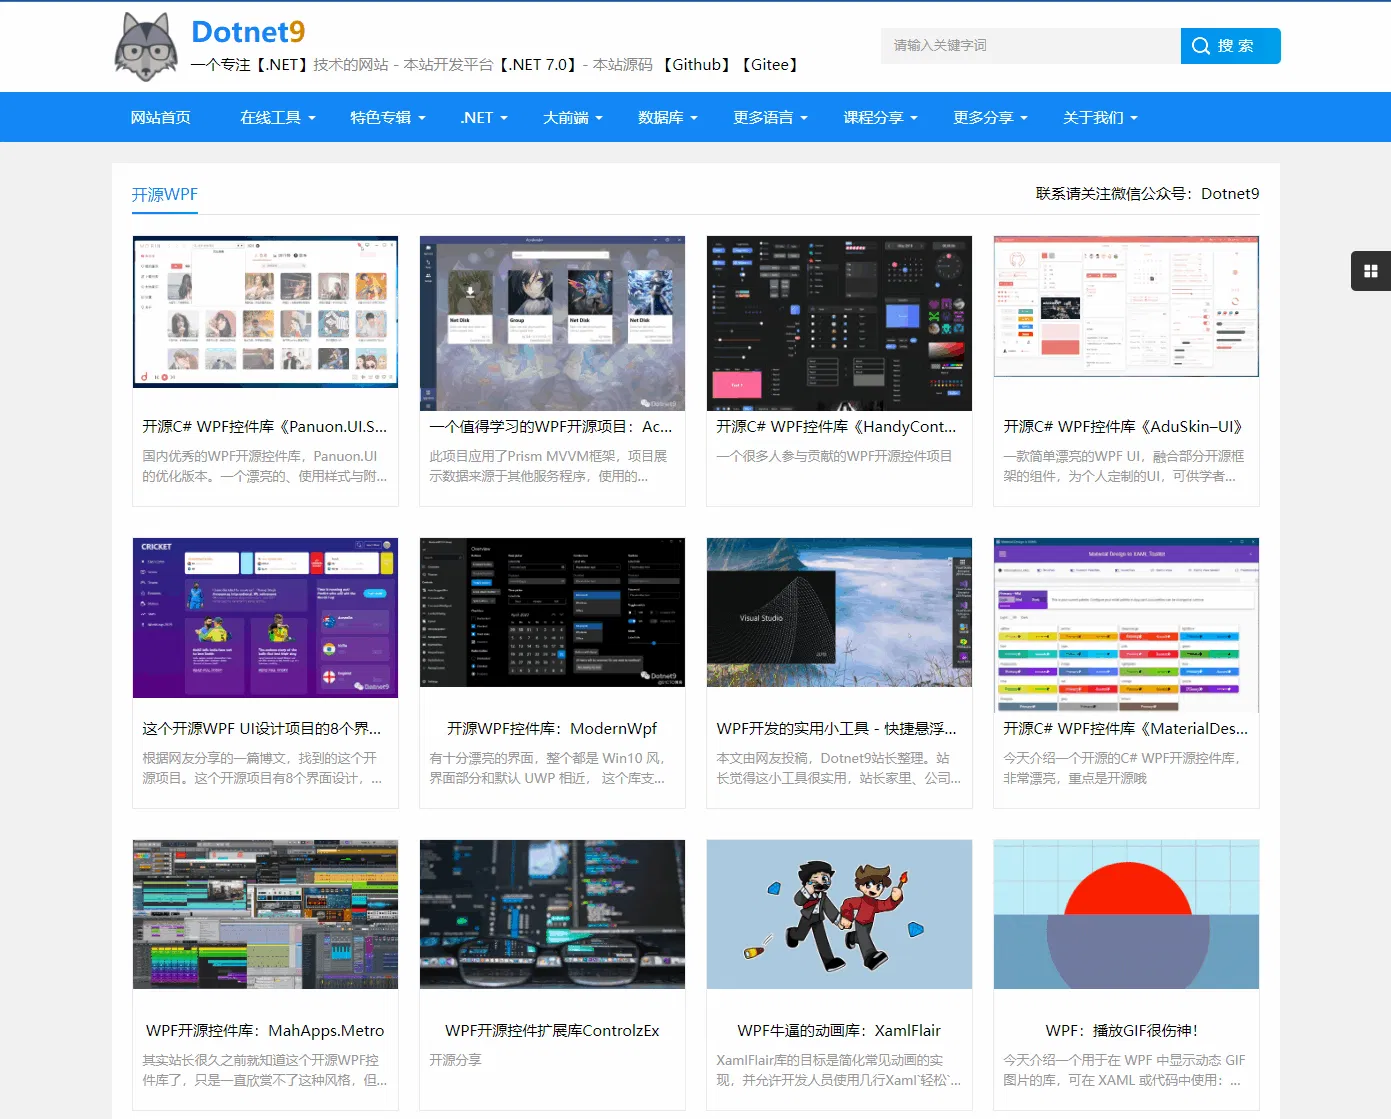 Dotnet9
一个专注【.NET】技术的网站 - 本站开发平台【.NET 7.0】- 本站源码 【Github】【Gitee】
请输入关键字词
搜 索
网站首页 在线工具 特色专辑 .NET 大前端 数据库 更多语言 课程分享 更多分享 关于我们
开源WPF
联系请关注微信公众号：Dotnet9
Net Disk Group Net Disk Net Disk
Dotnet9
开源C# WPF控件库《Panuon.UI.S...
国内优秀的WPF开源控件库，Panuon.UI
的优化版本。一个漂亮的、使用样式与附...
一个值得学习的WPF开源项目：Ac...
此项目应用了Prism MVVM框架，项目展
示数据来源于其他服务程序，使用的...
开源C# WPF控件库《HandyCont...
一个很多人参与贡献的WPF开源控件项目
开源C# WPF控件库《AduSkin–UI》
一款简单漂亮的WPF UI，融合部分开源框
架的组件，为个人定制的UI，可供学者...
CRICKET
Dotnet9
Overview
Dotnet9
Visual Studio
2019
Material Design in XAML Toolkit
这个开源WPF UI设计项目的8个界...
根据网友分享的一篇博文，找到的这个开
源项目。这个开源项目有8个界面设计，...
开源WPF控件库：ModernWpf
有十分漂亮的界面，整个都是 Win10 风，
界面部分和默认 UWP 相近， 这个库支...
WPF开发的实用小工具 - 快捷悬浮...
本文由网友投稿，Dotnet9站长整理。站
长觉得这小工具很实用，站长家里、公司...
开源C# WPF控件库《MaterialDes...
今天介绍一个开源的C# WPF开源控件库，
非常漂亮，重点是开源哦
WPF开源控件库：MahApps.Metro
其实站长很久之前就知道这个开源WPF控
件库了，只是一直欣赏不了这种风格，但...
WPF开源控件扩展库ControlzEx
开源分享
WPF牛逼的动画库：XamlFlair
XamlFlair库的目标是简化常见动画的实
现，并允许开发人员使用几行Xaml`轻松`...
WPF：播放GIF很伤神！
今天介绍一个用于在 WPF 中显示动态 GIF
图片的库，可在 XAML 或代码中使用：...